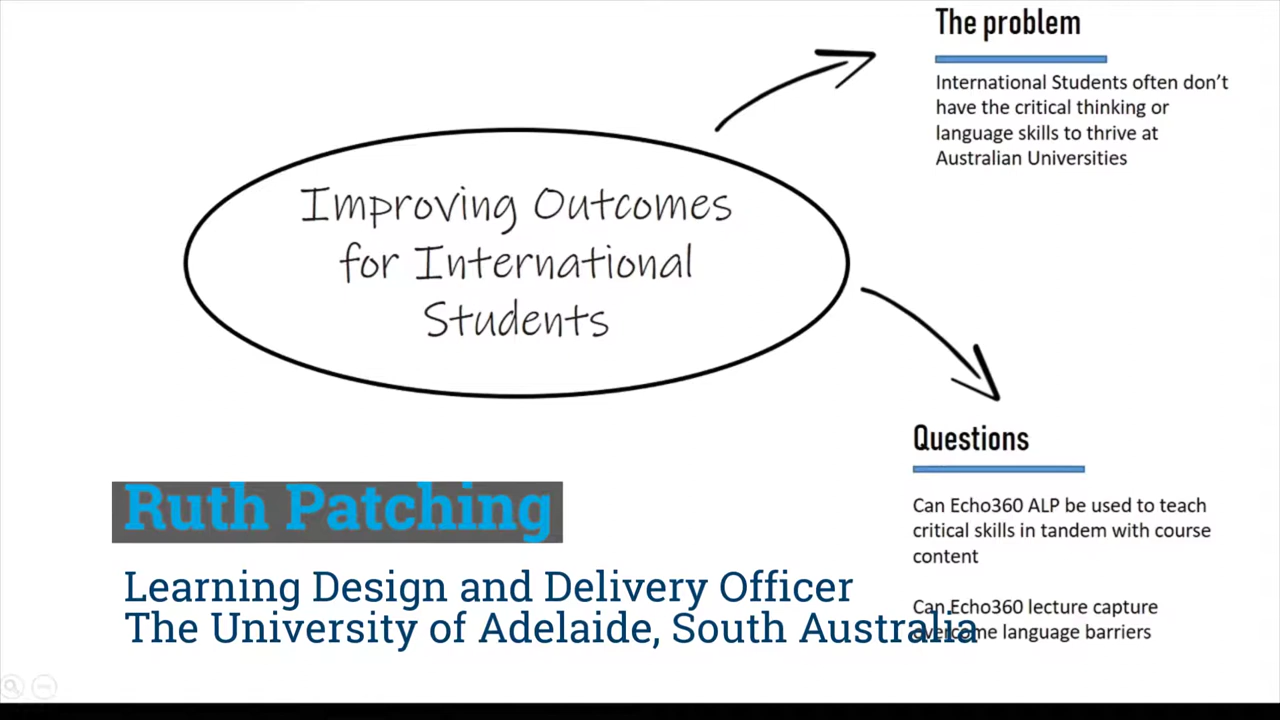 The problem
International Students often don't
have the critical thinking or
language skills to thrive at
Australian Universities
Improving Outcomes
for International
Students
Questions
Can Echo360 ALP be used to teach
critical skills in tandem with course
content
Can Echo360 lecture capture
overcome language barriers
Ruth Patching
Learning Design and Delivery Officer
The University of Adelaide, South Australia